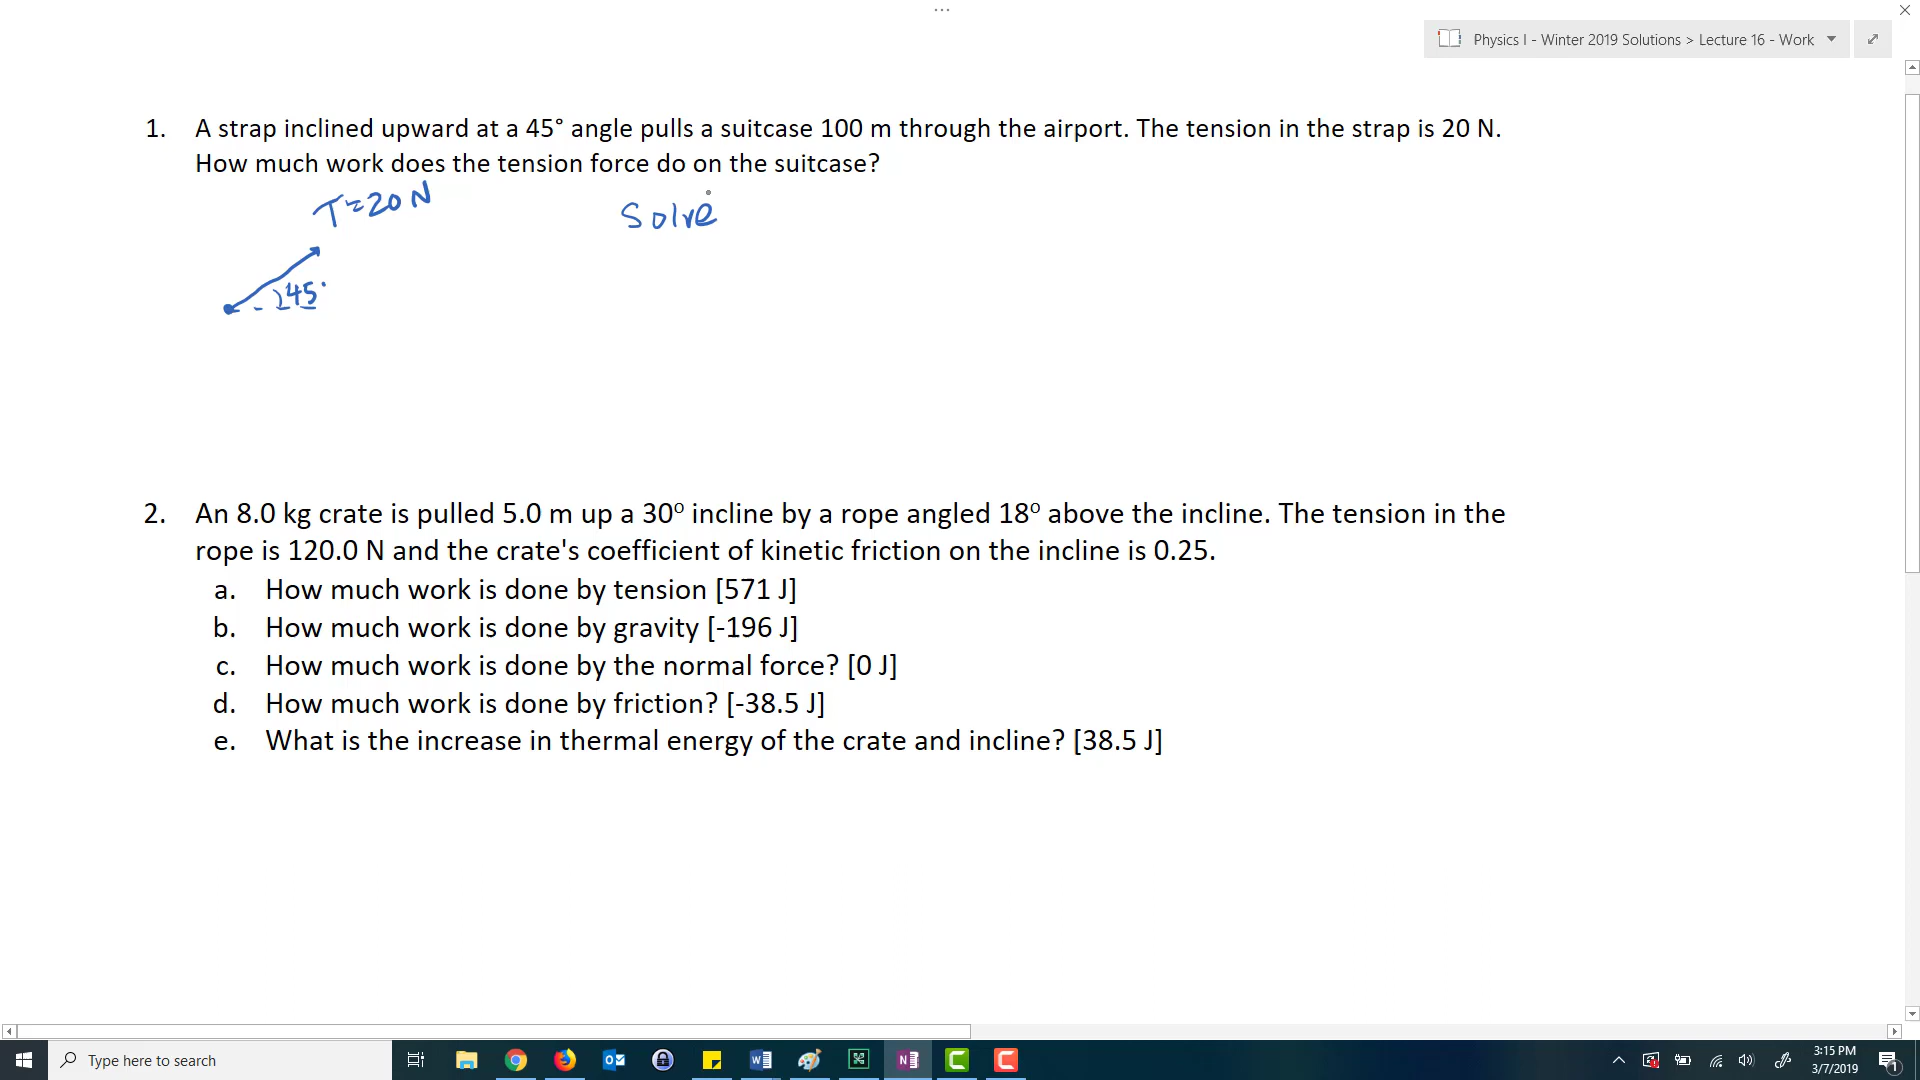 ...
Physics I - Winter 2019 Solutions > Lecture 16 - Work
1. A strap inclined upward at a 45° angle pulls a suitcase 100 m through the airport. The tension in the strap is 20 N.
How much work does the tension force do on the suitcase?
T=20N
Solve
45°
2. An 8.0 kg crate is pulled 5.0 m up a 30° incline by a rope angled 18° above the incline. The tension in the
rope is 120.0 N and the crate's coefficient of kinetic friction on the incline is 0.25.
a. How much work is done by tension [571 J]
b. How much work is done by gravity [-196 J]
c. How much work is done by the normal force? [0 J]
d. How much work is done by friction? [-38.5 J]
e. What is the increase in thermal energy of the crate and incline? [38.5 J]
Type here to search
3:15 PM
3/7/2019
1